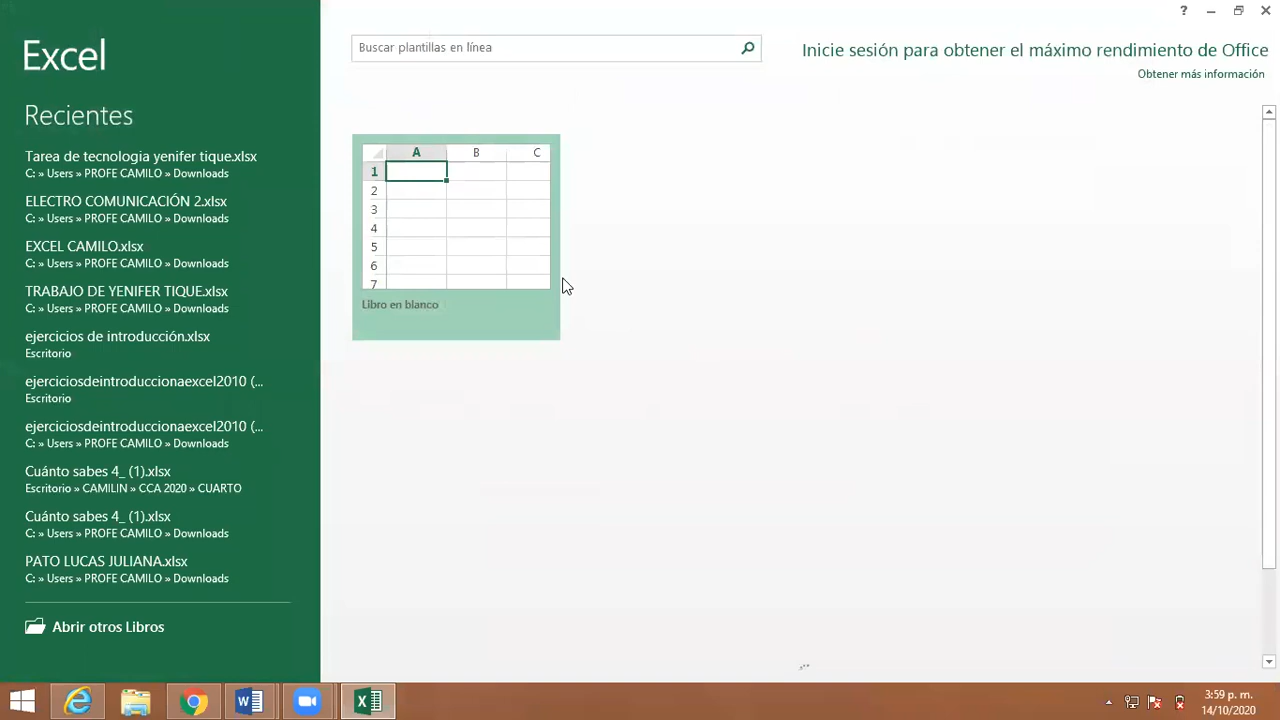 Excel
Recientes
Tarea de tecnologia yenifer tique.xlsx
C: » Users » PROFE CAMILO » Downloads
ELECTRO COMUNICACIÓN 2.xlsx
C: » Users » PROFE CAMILO » Downloads
EXCEL CAMILO.xlsx
C: » Users » PROFE CAMILO » Downloads
TRABAJO DE YENIFER TIQUE.xlsx
C: » Users » PROFE CAMILO » Downloads
ejercicios de introducción.xlsx
Escritorio
ejerciciosdeintroduccionaexcel2010 (...
Escritorio
ejerciciosdeintroduccionaexcel2010 (...
C: » Users » PROFE CAMILO » Downloads
Cuánto sabes 4_ (1).xlsx
Escritorio » CAMILIN » CCA 2020 » CUARTO
Cuánto sabes 4_ (1).xlsx
C: » Users » PROFE CAMILO » Downloads
PATO LUCAS JULIANA.xlsx
C: » Users » PROFE CAMILO » Downloads
Abrir otros Libros
?
Buscar plantillas en línea
Inicie sesión para obtener el máximo rendimiento de Office
Obtener más información
A B C
1
2
3
4
5
6
7
Libro en blanco
3:59 p. m.
14/10/2020